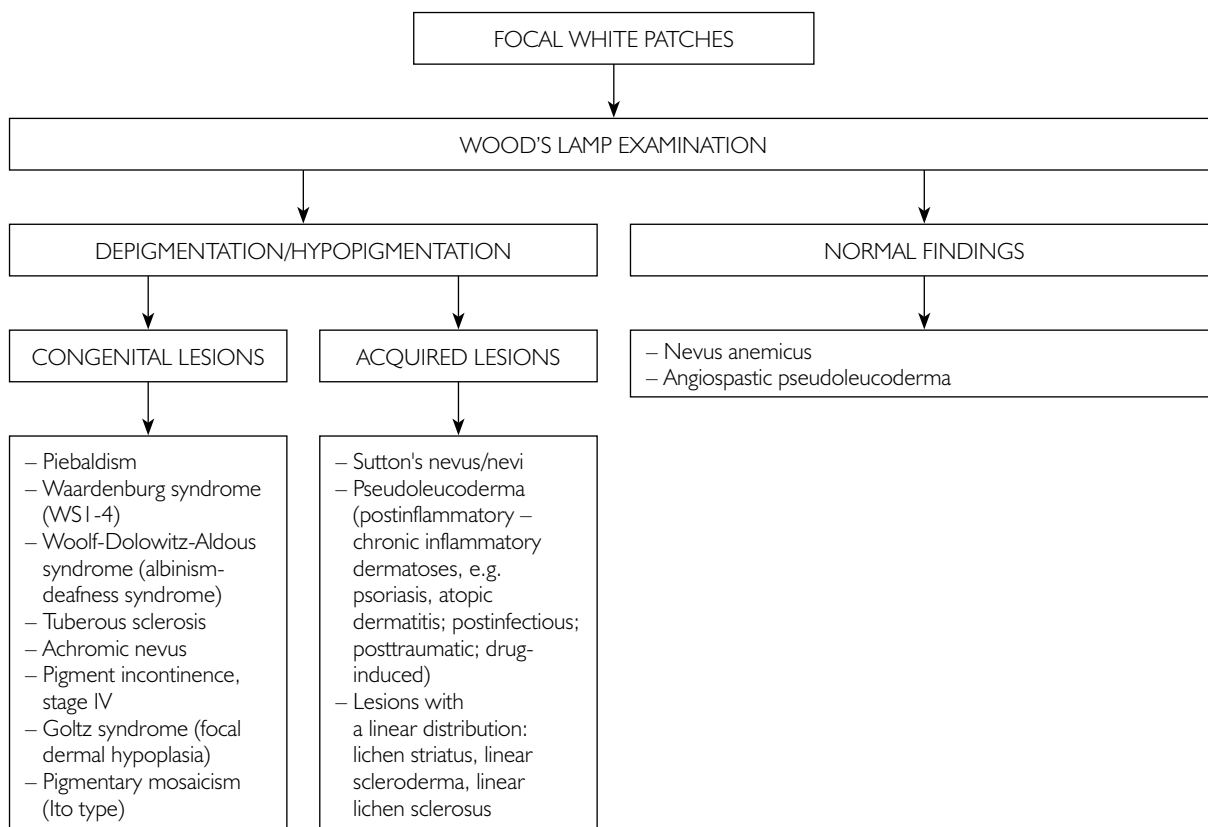 FOCAL WHITE PATCHES
WOOD'S LAMP EXAMINATION
DEPIGMENTATION/HYPOPIGMENTATION
NORMAL FINDINGS
CONGENITAL LESIONS
ACQUIRED LESIONS
– Nevus anemicus
– Angiospastic pseudoleucoderma
– Piebaldism
– Waardenburg syndrome
(WS1-4)
– Woolf-Dolowitz-Aldous
syndrome (albinism-
deafness syndrome)
– Tuberous sclerosis
– Achromic nevus
– Pigment incontinence,
stage IV
– Goltz syndrome (focal
dermal hypoplasia)
– Pigmentary mosaicism
(Ito type)
– Sutton's nevus/nevi
– Pseudoleucoderma
(postinflammatory –
chronic inflammatory
dermatoses, e.g.
psoriasis, atopic
dermatitis; postinfectious;
posttraumatic; drug-
induced)
– Lesions with
a linear distribution:
lichen striatus, linear
scleroderma, linear
lichen sclerosus